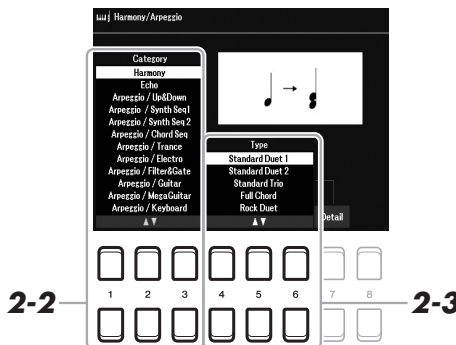 Harmony/Arpeggio
Category
Harmony
Echo
Arpeggio / Up&Down
Arpeggio / Synth Seq1
Arpeggio / Synth Seq 2
Arpeggio / Chord Seq
Arpeggio / Trance
Arpeggio / Electro
Arpeggio / Filter&Gate
Arpeggio / Guitar
Arpeggio / MegaGuitar
Arpeggio / Keyboard
Type
Standard Duet 1
Standard Duet 2
Standard Trio
Full Chord
Rock Duet
Detail
2-2
1 2 3 4 5 6 7 8
2-3